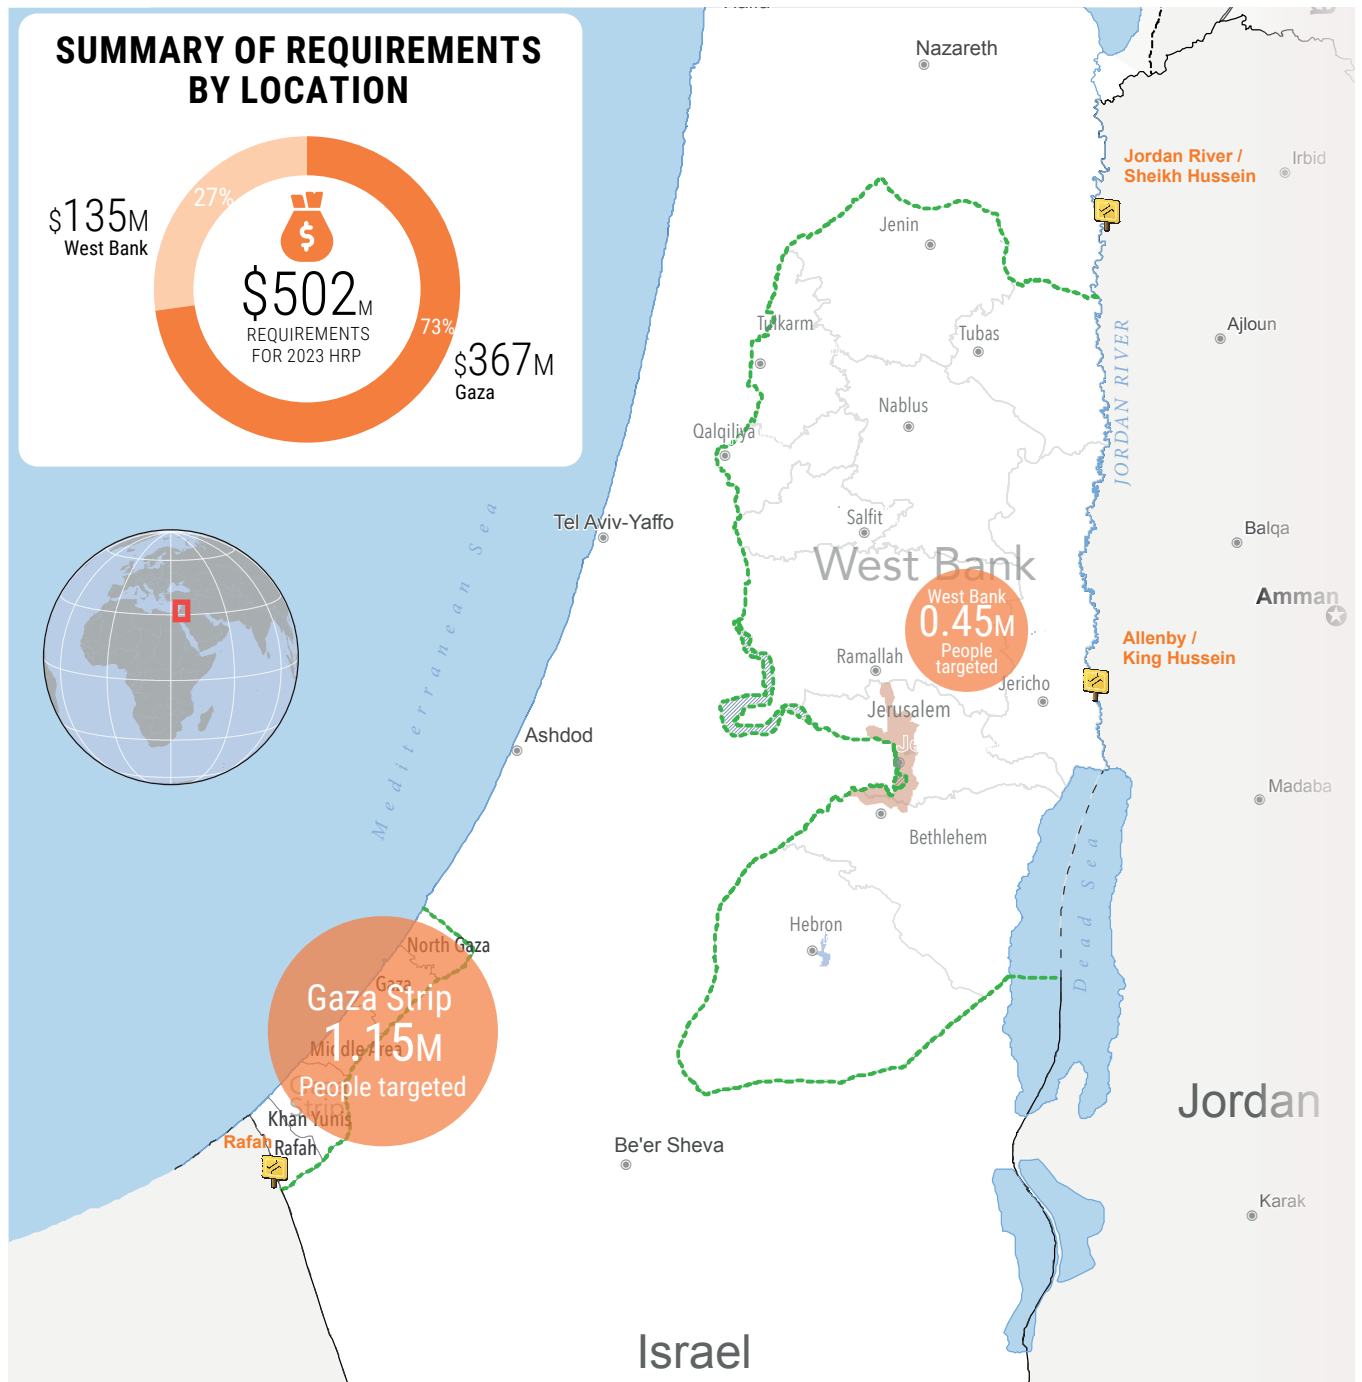 SUMMARY OF REQUIREMENTS
BY LOCATION
27%
$135M
West Bank
$502M
REQUIREMENTS
FOR 2023 HRP
73%
$367M
Gaza
Nazareth
Jordan River /
Sheikh Hussein
Irbid
Jenin
Tulkarm
Tubas
Ajloun
JORDAN RIVER
Nablus
Qalqiliya
Salfit
Tel Aviv-Yaffo
Mediterranean Sea
Balqa
West Bank
West Bank
0.45M
People
targeted
Amman
Allenby /
King Hussein
Ramallah
Jericho
Jerusalem
Ashdod
Madaba
Bethlehem
Dead Sea
Hebron
North Gaza
Gaza
Gaza Strip
1.15M
Middle Area
People targeted
Strip
Khan Yunis
Rafah
Rafah
Be'er Sheva
Jordan
Karak
Israel